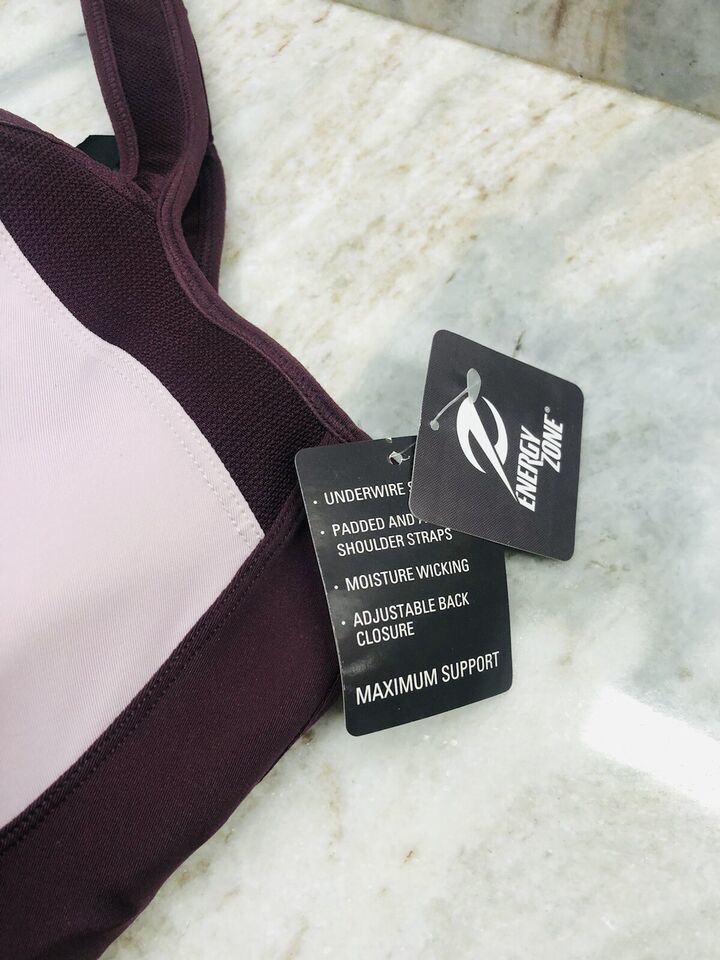 ENERGY
ZONE®
• UNDERWIRE
• PADDED AND
SHOULDER STRAPS
• MOISTURE WICKING
• ADJUSTABLE BACK
CLOSURE
MAXIMUM SUPPORT